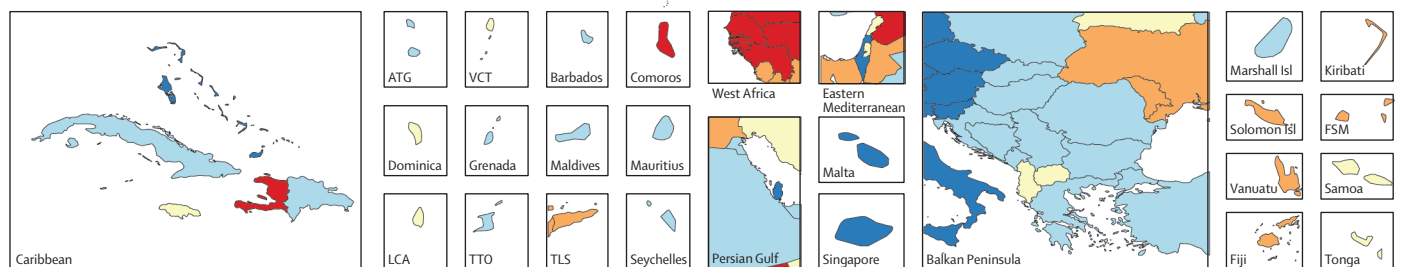 Caribbean
ATG
VCT
Barbados
Comoros
Dominica
Grenada
Maldives
Mauritius
LCA
TTO
TLS
Seychelles
West Africa
Eastern
Mediterranean
Persian Gulf
Malta
Singapore
Balkan Peninsula
Marshall Isl
Kiribati
Solomon Isl
FSM
Vanuatu
Samoa
Fiji
Tonga